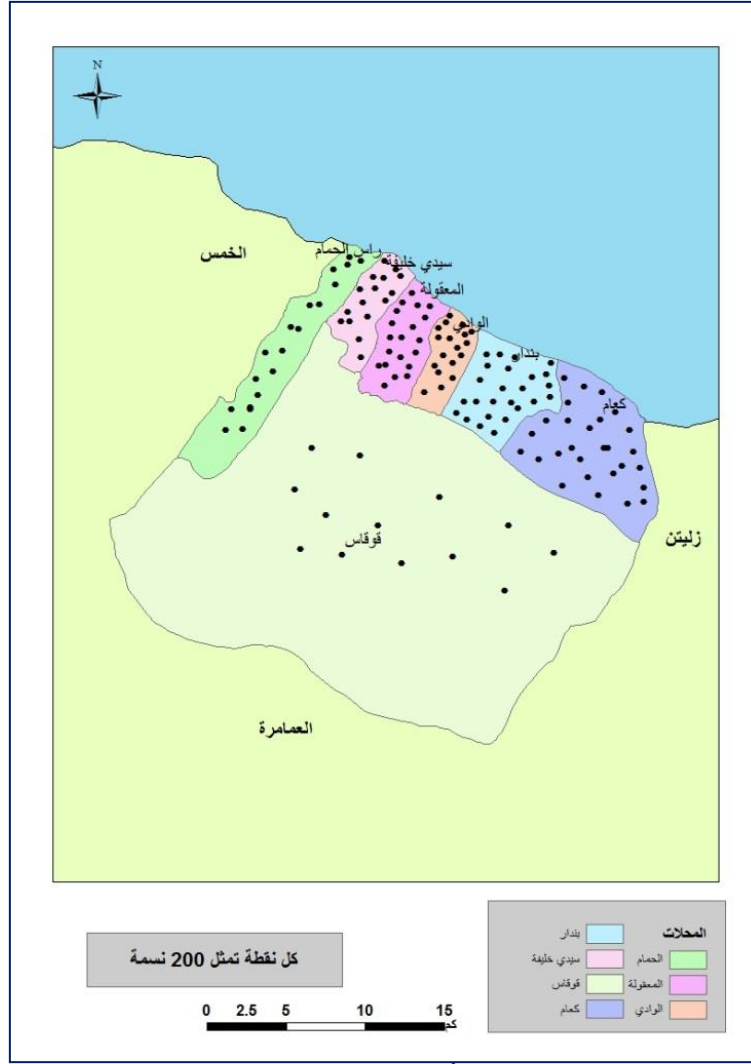 N
راس الحمام
الخمس
سيدي خليفة
المعقولة
الوادي
بندار
كعام
زليتن
قوقاس
العمامرة
كل نقطة تمثل 200 نسمة
0 2.5 5 10 15
كم
المحلات
بندار
الحمام
سيدي خليفة
المعقولة
قوقاس
الوادي
كعام